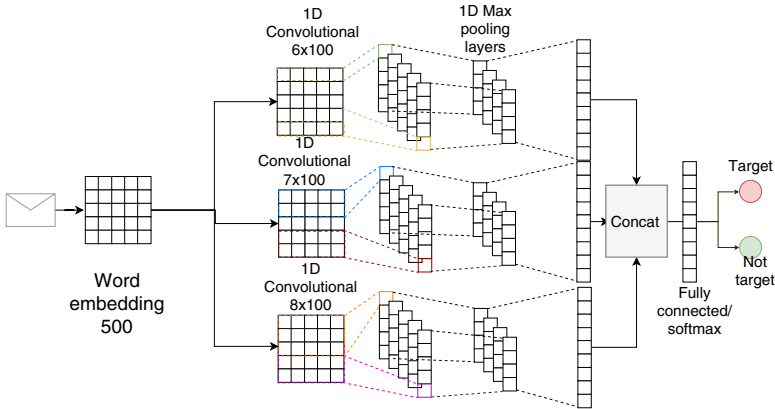 1D
Convolutional
6x100
1D Max
pooling
layers
1D
Convolutional
7x100
1D
Convolutional
8x100
Word
embedding
500
Concat
Fully
connected/
softmax
Target
Not
target